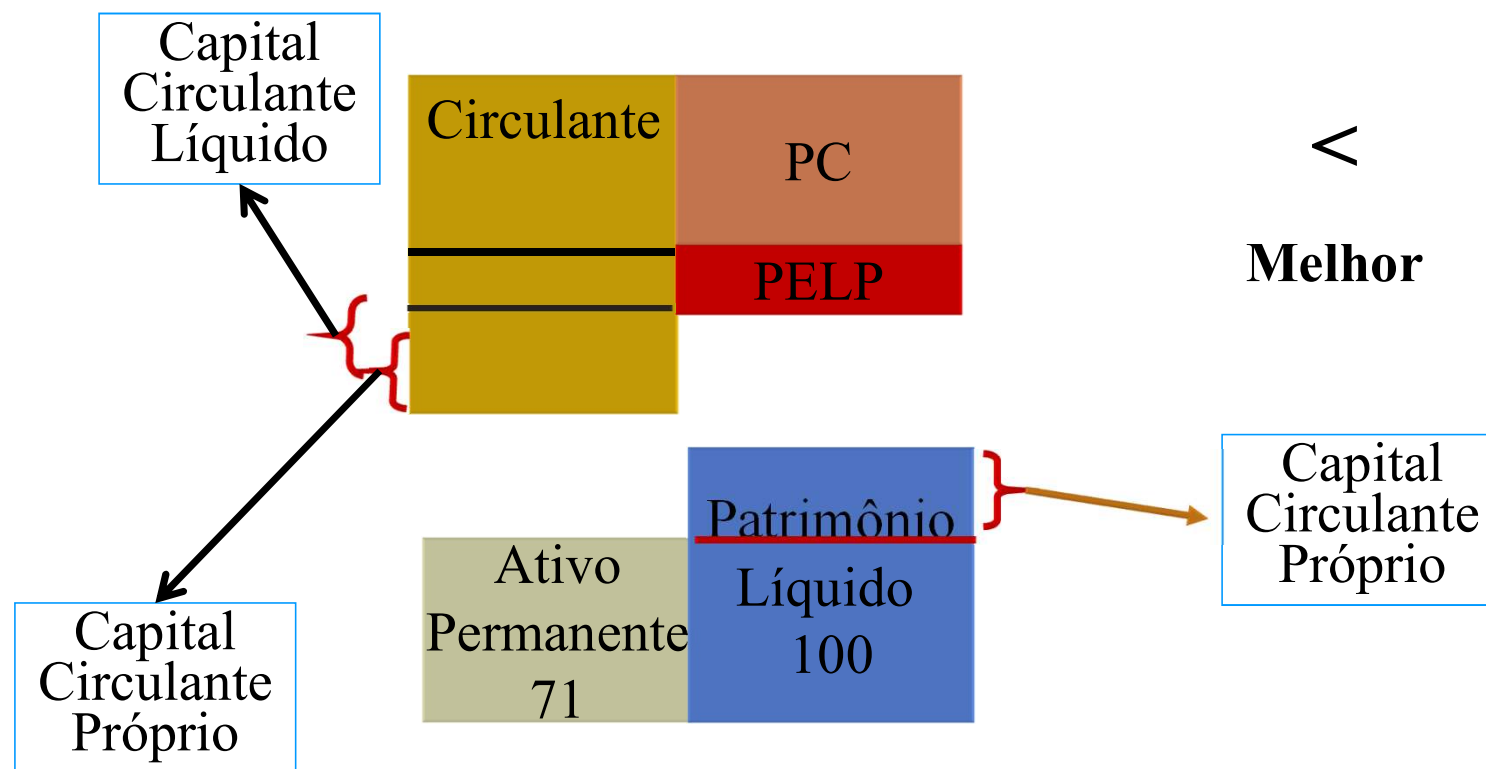 Capital
Circulante
Líquido
Circulante
PC
<
PELP
Melhor
Capital
Circulante
Próprio
Patrimônio
Líquido
100
Ativo
Permanente
71
Capital
Circulante
Próprio